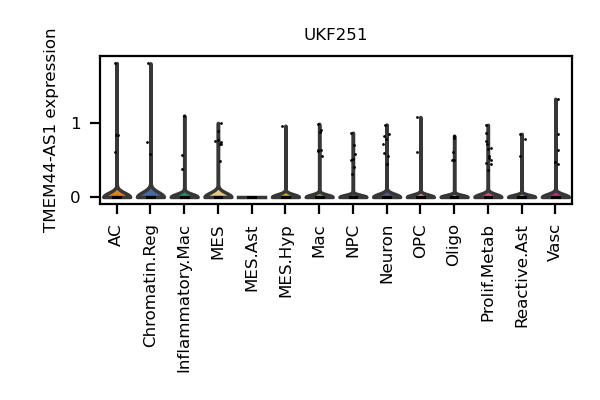 UKF251
TMEM44-AS1 expression
1
0
AC
Chromatin.Reg
Inflammatory.Mac
MES
MES.Ast
MES.Hyp
Mac
NPC
Neuron
OPC
Oligo
Prolif.Metab
Reactive.Ast
Vasc